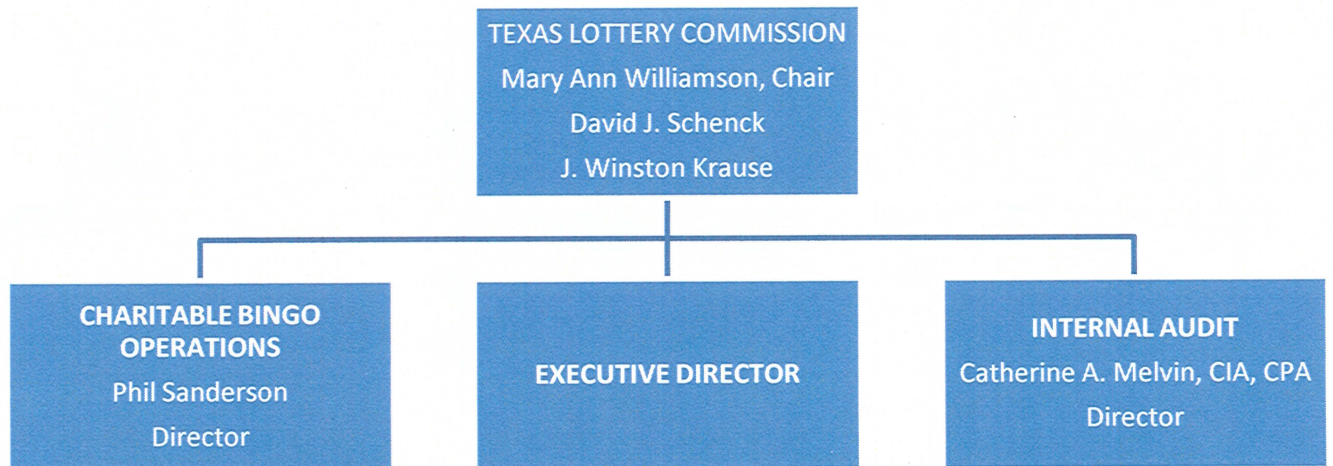 TEXAS LOTTERY COMMISSION
Mary Ann Williamson, Chair
David J. Schenck
J. Winston Krause
CHARITABLE BINGO
OPERATIONS
Phil Sanderson
Director
EXECUTIVE DIRECTOR
INTERNAL AUDIT
Catherine A. Melvin, CIA, CPA
Director